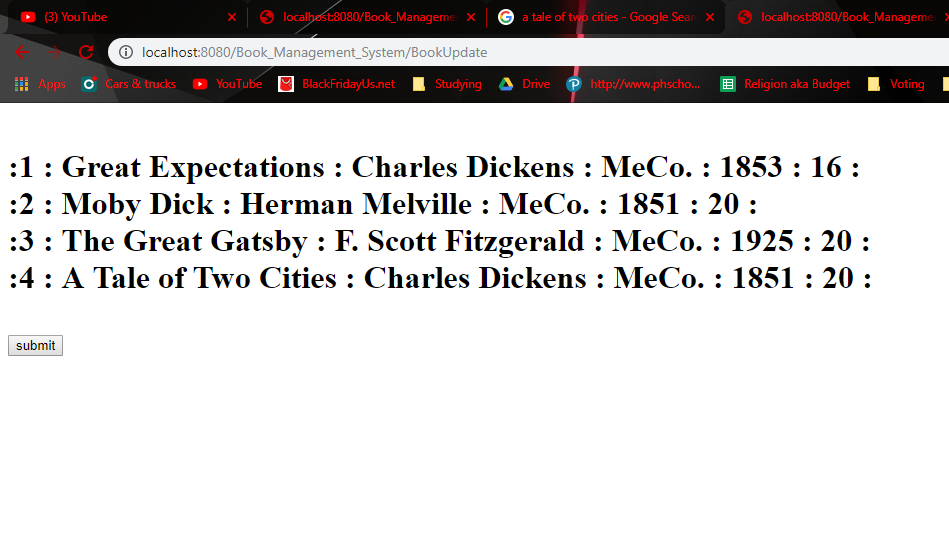 (3) YouTube
localhost:8080/Book_Manageme
a tale of two cities - Google Sear
localhost:8080/Book_Manageme
localhost:8080/Book_Management_System/BookUpdate
Apps Cars & trucks YouTube BlackFridayUs.net Studying Drive http://www.phscho... Religion aka Budget Voting
:1 : Great Expectations : Charles Dickens : MeCo. : 1853 : 16 :
:2 : Moby Dick : Herman Melville : MeCo. : 1851 : 20 :
:3 : The Great Gatsby : F. Scott Fitzgerald : MeCo. : 1925 : 20 :
:4 : A Tale of Two Cities : Charles Dickens : MeCo. : 1851 : 20 :
submit